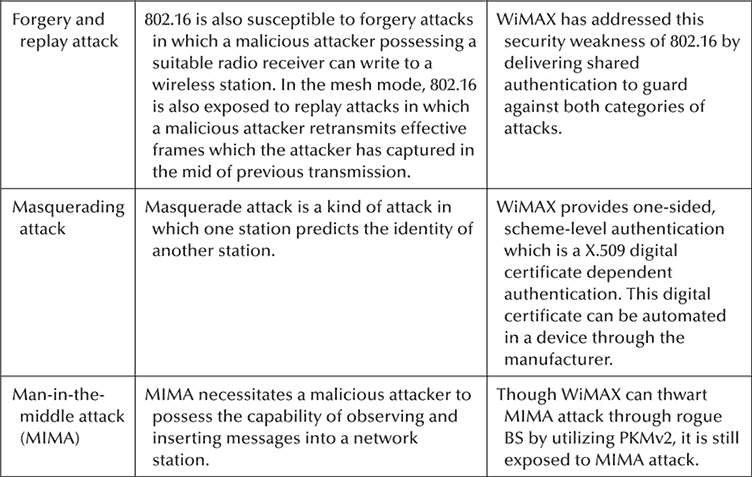 Forgery and
replay attack
802.16 is also susceptible to forgery attacks
in which a malicious attacker possessing a
suitable radio receiver can write to a
wireless station. In the mesh mode, 802.16
is also exposed to replay attacks in which
a malicious attacker retransmits effective
frames which the attacker has captured in
the mid of previous transmission.
WiMAX has addressed this
security weakness of 802.16 by
delivering shared
authentication to guard
against both categories of
attacks.
Masquerading
attack
Masquerade attack is a kind of attack in
which one station predicts the identity of
another station.
WiMAX provides one-sided,
scheme-level authentication
which is a X.509 digital
certificate dependent
authentication. This digital
certificate can be automated
in a device through the
manufacturer.
Man-in-the-
middle attack
(MIMA)
MIMA necessitates a malicious attacker to
possess the capability of observing and
inserting messages into a network
station.
Though WiMAX can thwart
MIMA attack through rogue
BS by utilizing PKMv2, it is still
exposed to MIMA attack.